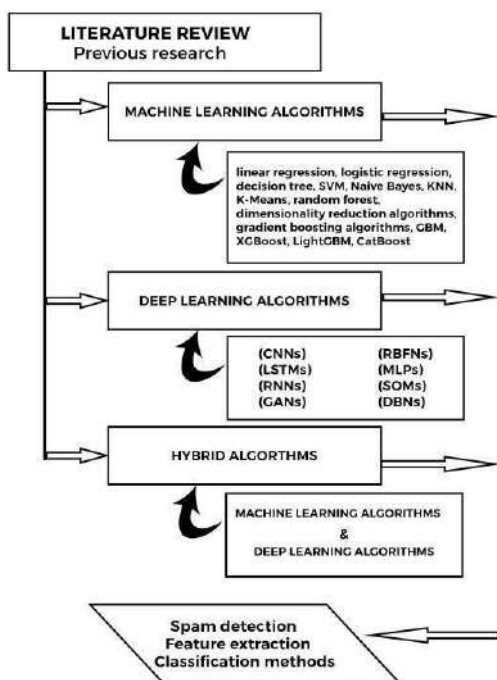 LITERATURE REVIEW
Previous research
MACHINE LEARNING ALGORITHMS
linear regression, logistic regression,
decision tree, SVM, Naive Bayes, KNN,
K-Means, random forest,
dimensionality reduction algorithms,
gradient boosting algorithms, GBM,
XGBoost, LightGBM, CatBoost
DEEP LEARNING ALGORITHMS
(CNNs) (RBFNs)
(LSTMs) (MLPs)
(RNNs) (SOMs)
(GANs) (DBNs)
HYBRID ALGORTHMS
MACHINE LEARNING ALGORITHMS
&
DEEP LEARNING ALGORITHMS
Spam detection
Feature extraction
Classification methods